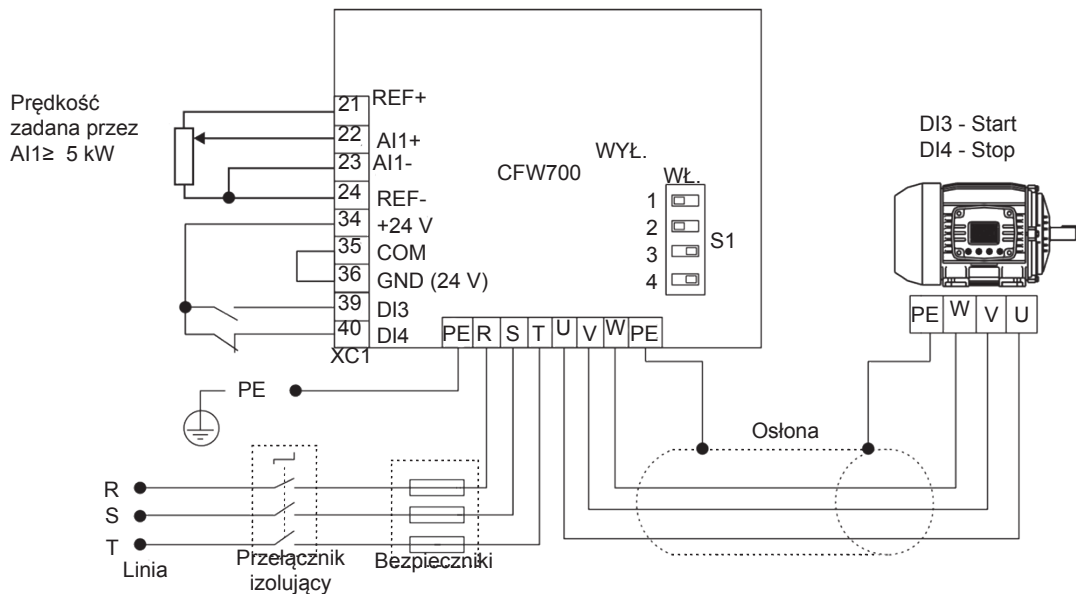 Prędkość
zadana przez
AI1≥ 5 kW
21 REF+
22 AI1+
23 AI1-
24 REF-
34 +24 V
35 COM
36 GND (24 V)
39 DI3
40 DI4
XC1
CFW700
WYŁ.
WŁ.
1
2
3
4
S1
PE R S T U V W PE
DI3 - Start
DI4 - Stop
PE W V U
PE
Osłona
R
S
T
Linia
Przełącznik
izolujący
Bezpieczniki